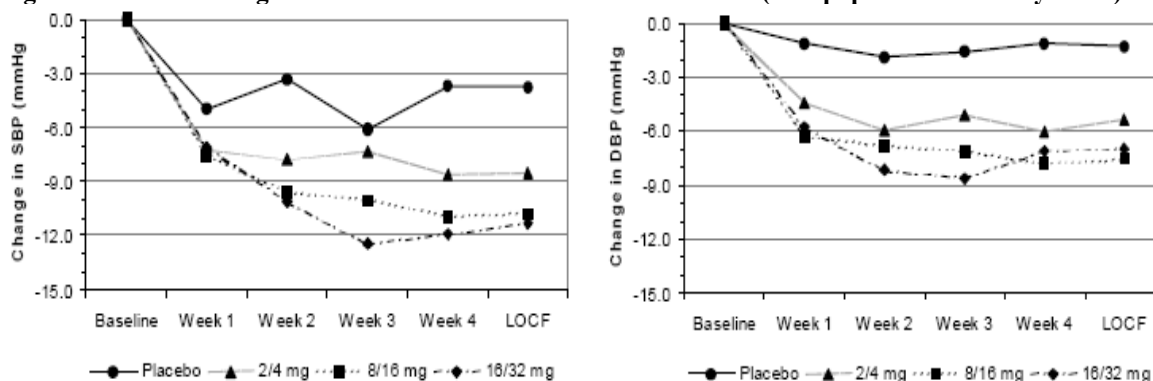 0.0
-3.0
-6.0
-9.0
-12.0
-15.0
Change in SBP (mmHg)
Baseline Week 1 Week 2 Week 3 Week 4 LOCF
Placebo 2/4 mg 8/16 mg 16/32 mg
0.0
-3.0
-6.0
-9.0
-12.0
-15.0
Change in DBP (mmHg)
Baseline Week 1 Week 2 Week 3 Week 4 LOCF
Placebo 2/4 mg 8/16 mg 16/32 mg